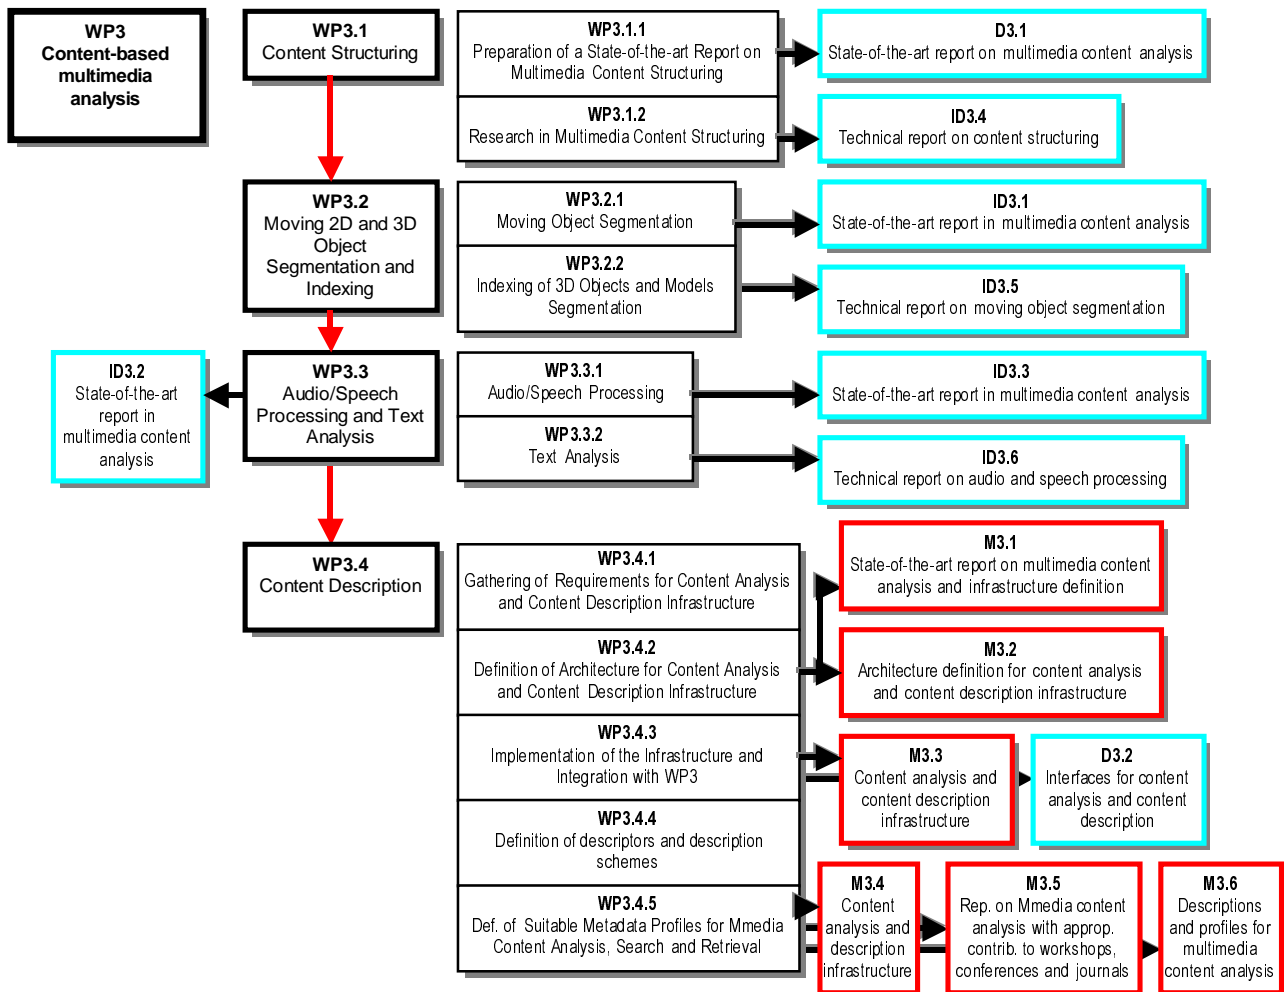 WP3
Content-based
multimedia
analysis
WP3.1
Content Structuring
WP3.1.1
Preparation of a State-of-the-art Report on
Multimedia Content Structuring
D3.1
State-of-the-art report on multimedia content analysis
WP3.1.2
Research in Multimedia Content Structuring
ID3.4
Technical report on content structuring
WP3.2
Moving 2D and 3D
Object
Segmentation and
Indexing
WP3.2.1
Moving Object Segmentation
ID3.1
State-of-the-art report in multimedia content analysis
WP3.2.2
Indexing of 3D Objects and Models
Segmentation
ID3.5
Technical report on moving object segmentation
ID3.2
State-of-the-art
report in
multimedia content
analysis
WP3.3
Audio/Speech
Processing and Text
Analysis
WP3.3.1
Audio/Speech Processing
ID3.3
State-of-the-art report in multimedia content analysis
WP3.3.2
Text Analysis
ID3.6
Technical report on audio and speech processing
WP3.4
Content Description
WP3.4.1
Gathering of Requirements for Content Analysis
and Content Description Infrastructure
M3.1
State-of-the-art report on multimedia content
analysis and infrastructure definition
WP3.4.2
Definition of Architecture for Content Analysis
and Content Description Infrastructure
M3.2
Architecture definition for content analysis
and content description infrastructure
WP3.4.3
Implementation of the Infrastructure and
Integration with WP3
M3.3
Content analysis and
content description
infrastructure
D3.2
Interfaces for content
analysis and content
description
WP3.4.4
Definition of descriptors and description
schemes
WP3.4.5
Def. of Suitable Metadata Profiles for Mmedia
Content Analysis, Search and Retrieval
M3.4
Content
analysis and
description
infrastructure
M3.5
Rep. on Mmedia content
analysis with approp.
contrib. to workshops,
conferences and journals
M3.6
Descriptions
and profiles for
multimedia
content analysis